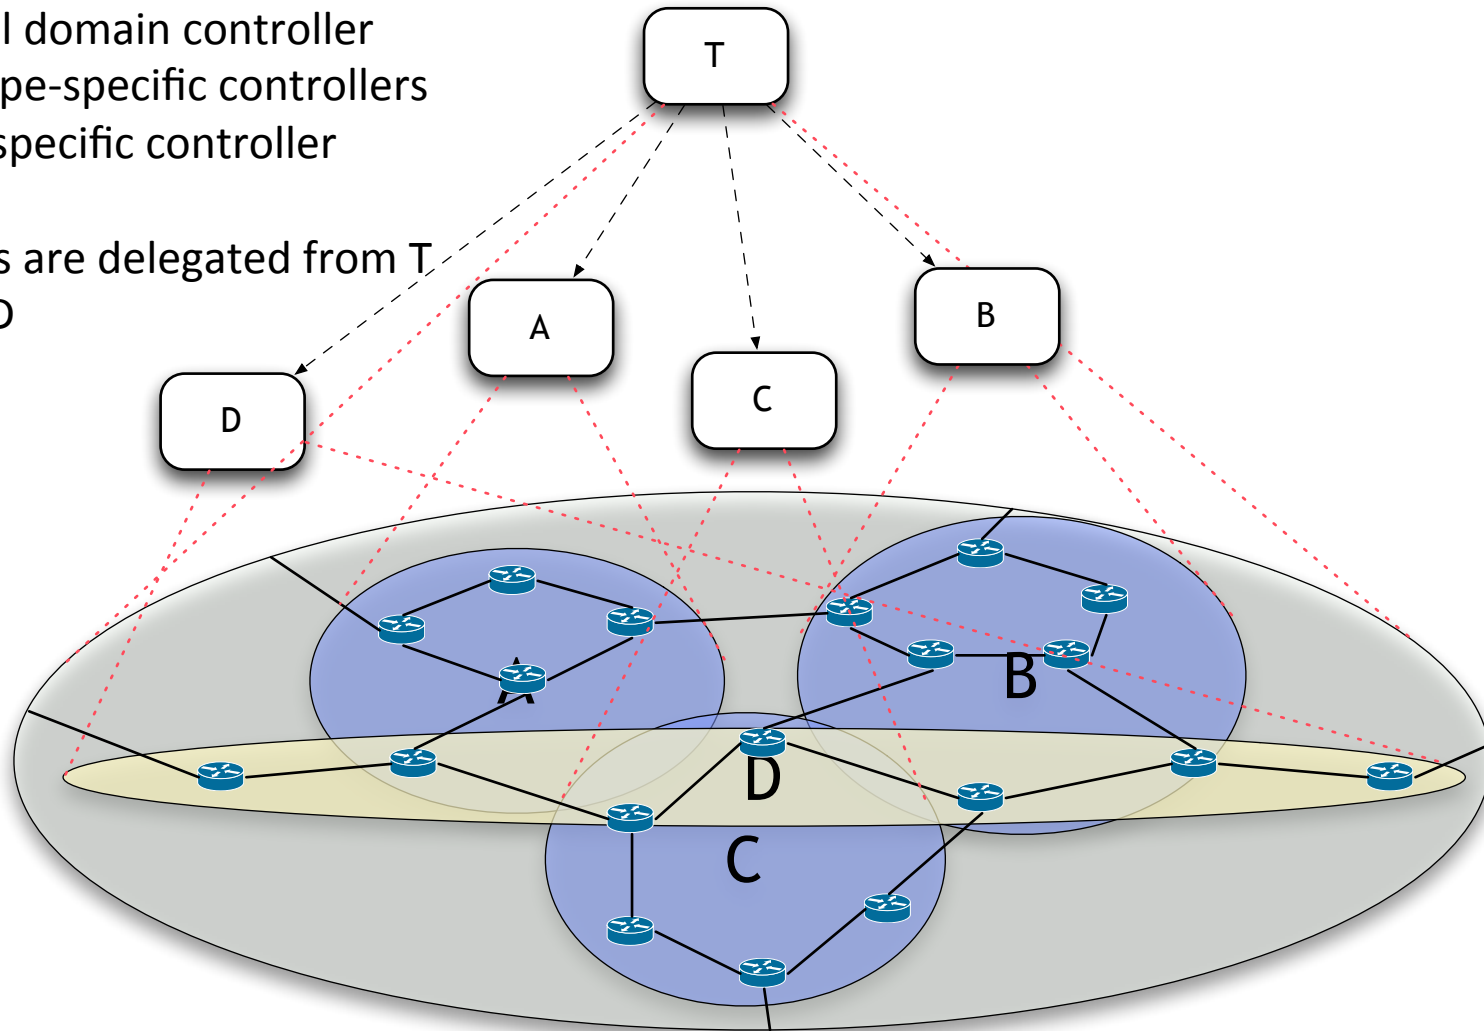 l domain controller
pe-specific controllers
specific controller
s are delegated from T
D
T
A
B
C
D
A
B
D
C